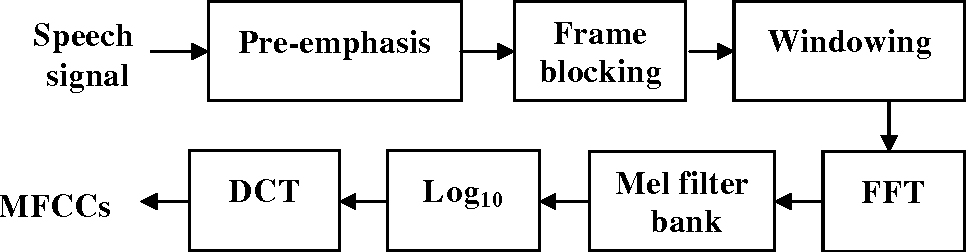 Speech
signal
Pre-emphasis
Frame
blocking
Windowing
FFT
Mel filter
bank
Log₁₀
DCT
MFCCs